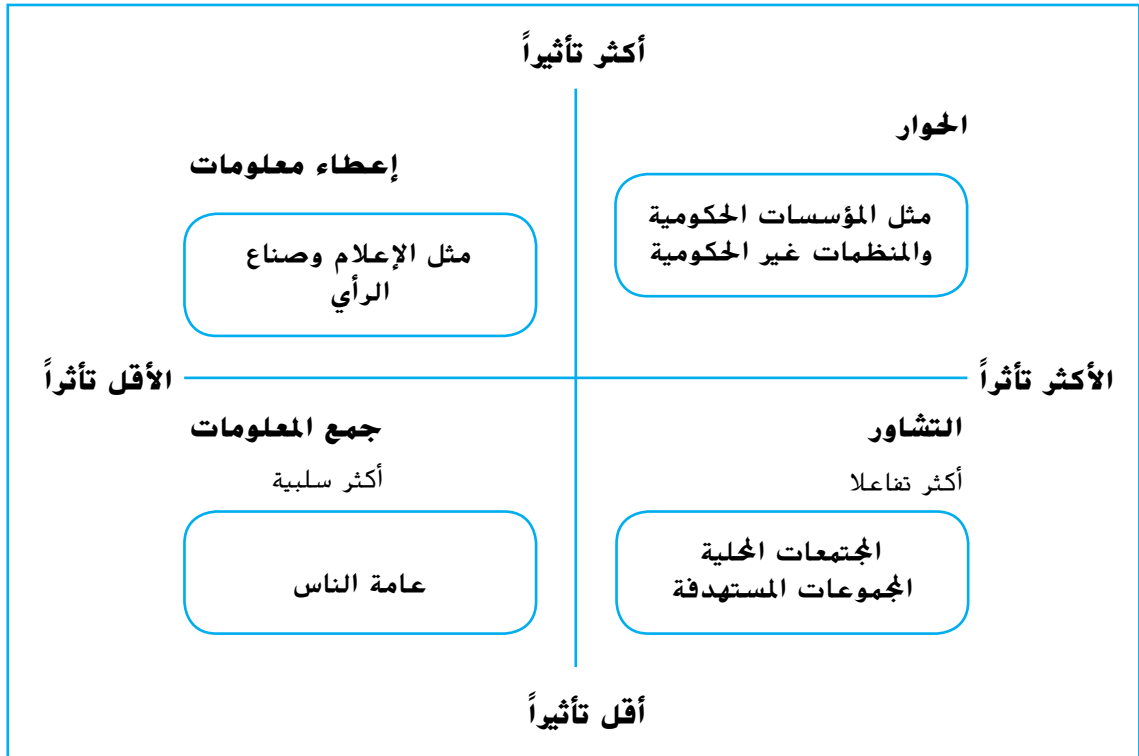 أكثر تأثيراً
الحوار
مثل المؤسسات الحكومية
والمنظمات غير الحكومية
إعطاء معلومات
مثل الإعلام وصناع
الرأي
الأكثر تأثراً
الأقل تأثراً
التشاور
أكثر تفاعلا
المجتمعات المحلية
المجموعات المستهدفة
جمع المعلومات
أكثر سلبية
عامة الناس
أقل تأثيراً